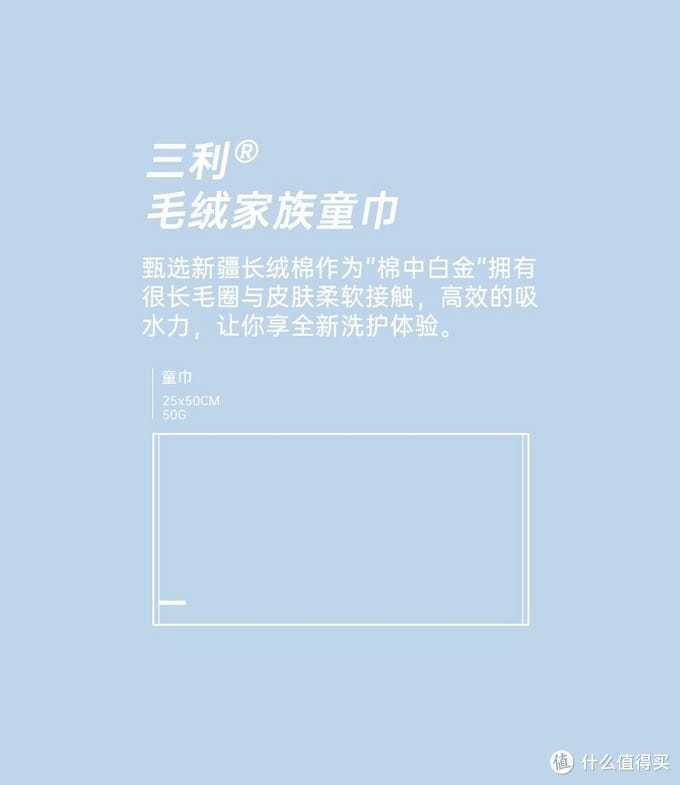 三利®
毛绒家族童巾
甄选新疆长绒棉作为“棉中白金”拥有
很长毛圈与皮肤柔软接触，高效的吸
水力，让你享全新洗护体验。
童巾
25x50CM
50G
值 什么值得买